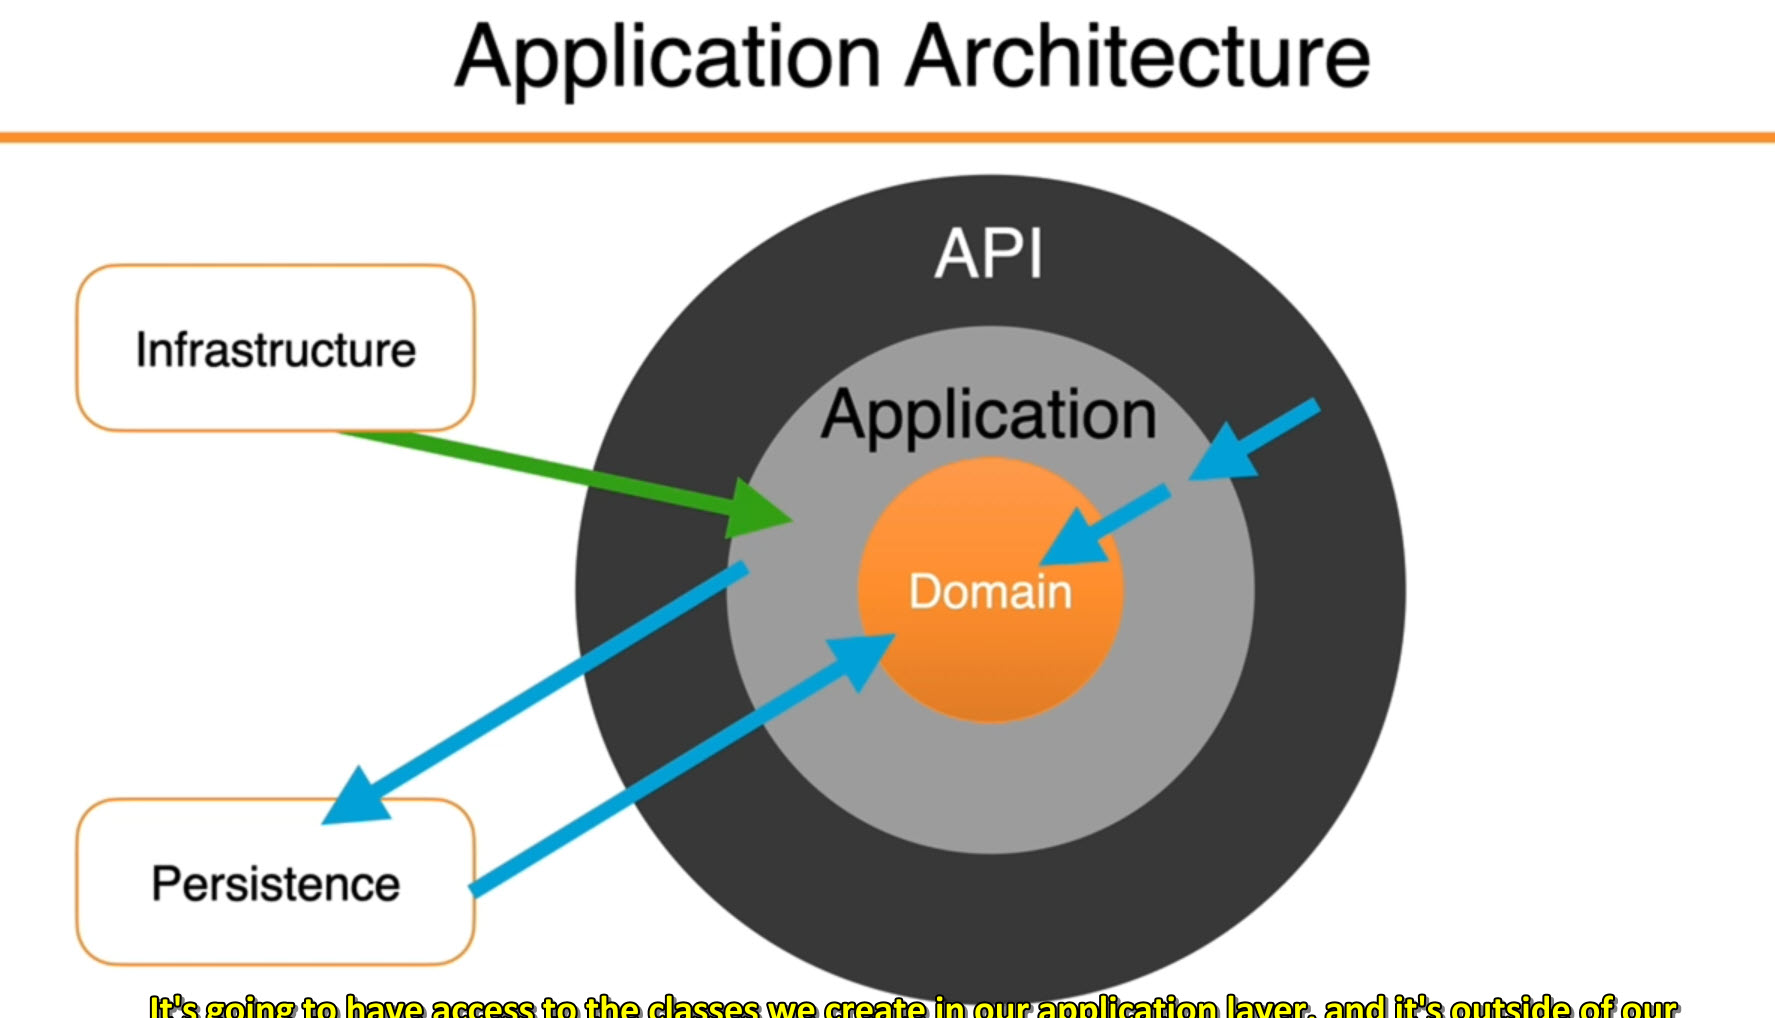 Application Architecture
API
Infrastructure
Application
Domain
Persistence
It's going to have access to the classes we create in our application layer, and it's outside of our